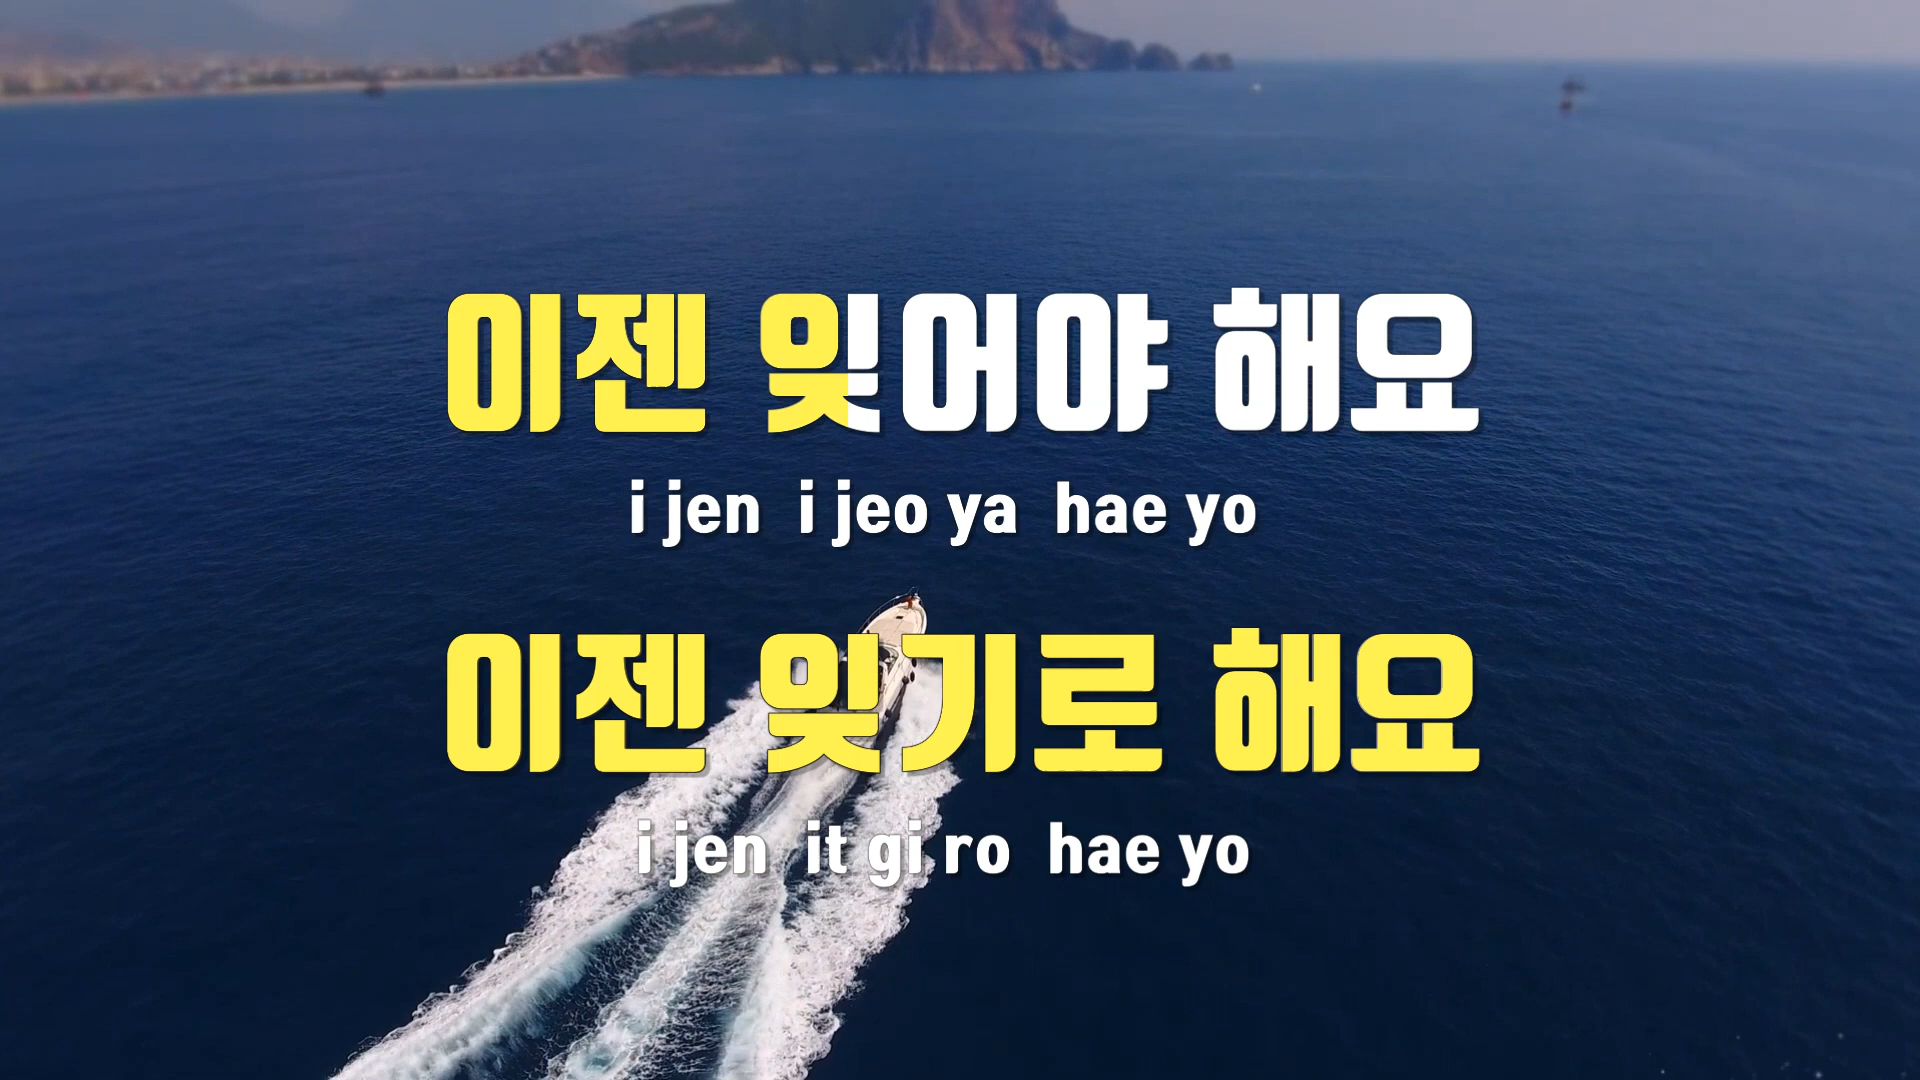 이젠 잊어야 해요
i jen i jeo ya hae yo
이젠 잊기로 해요
i jen it gi ro hae yo